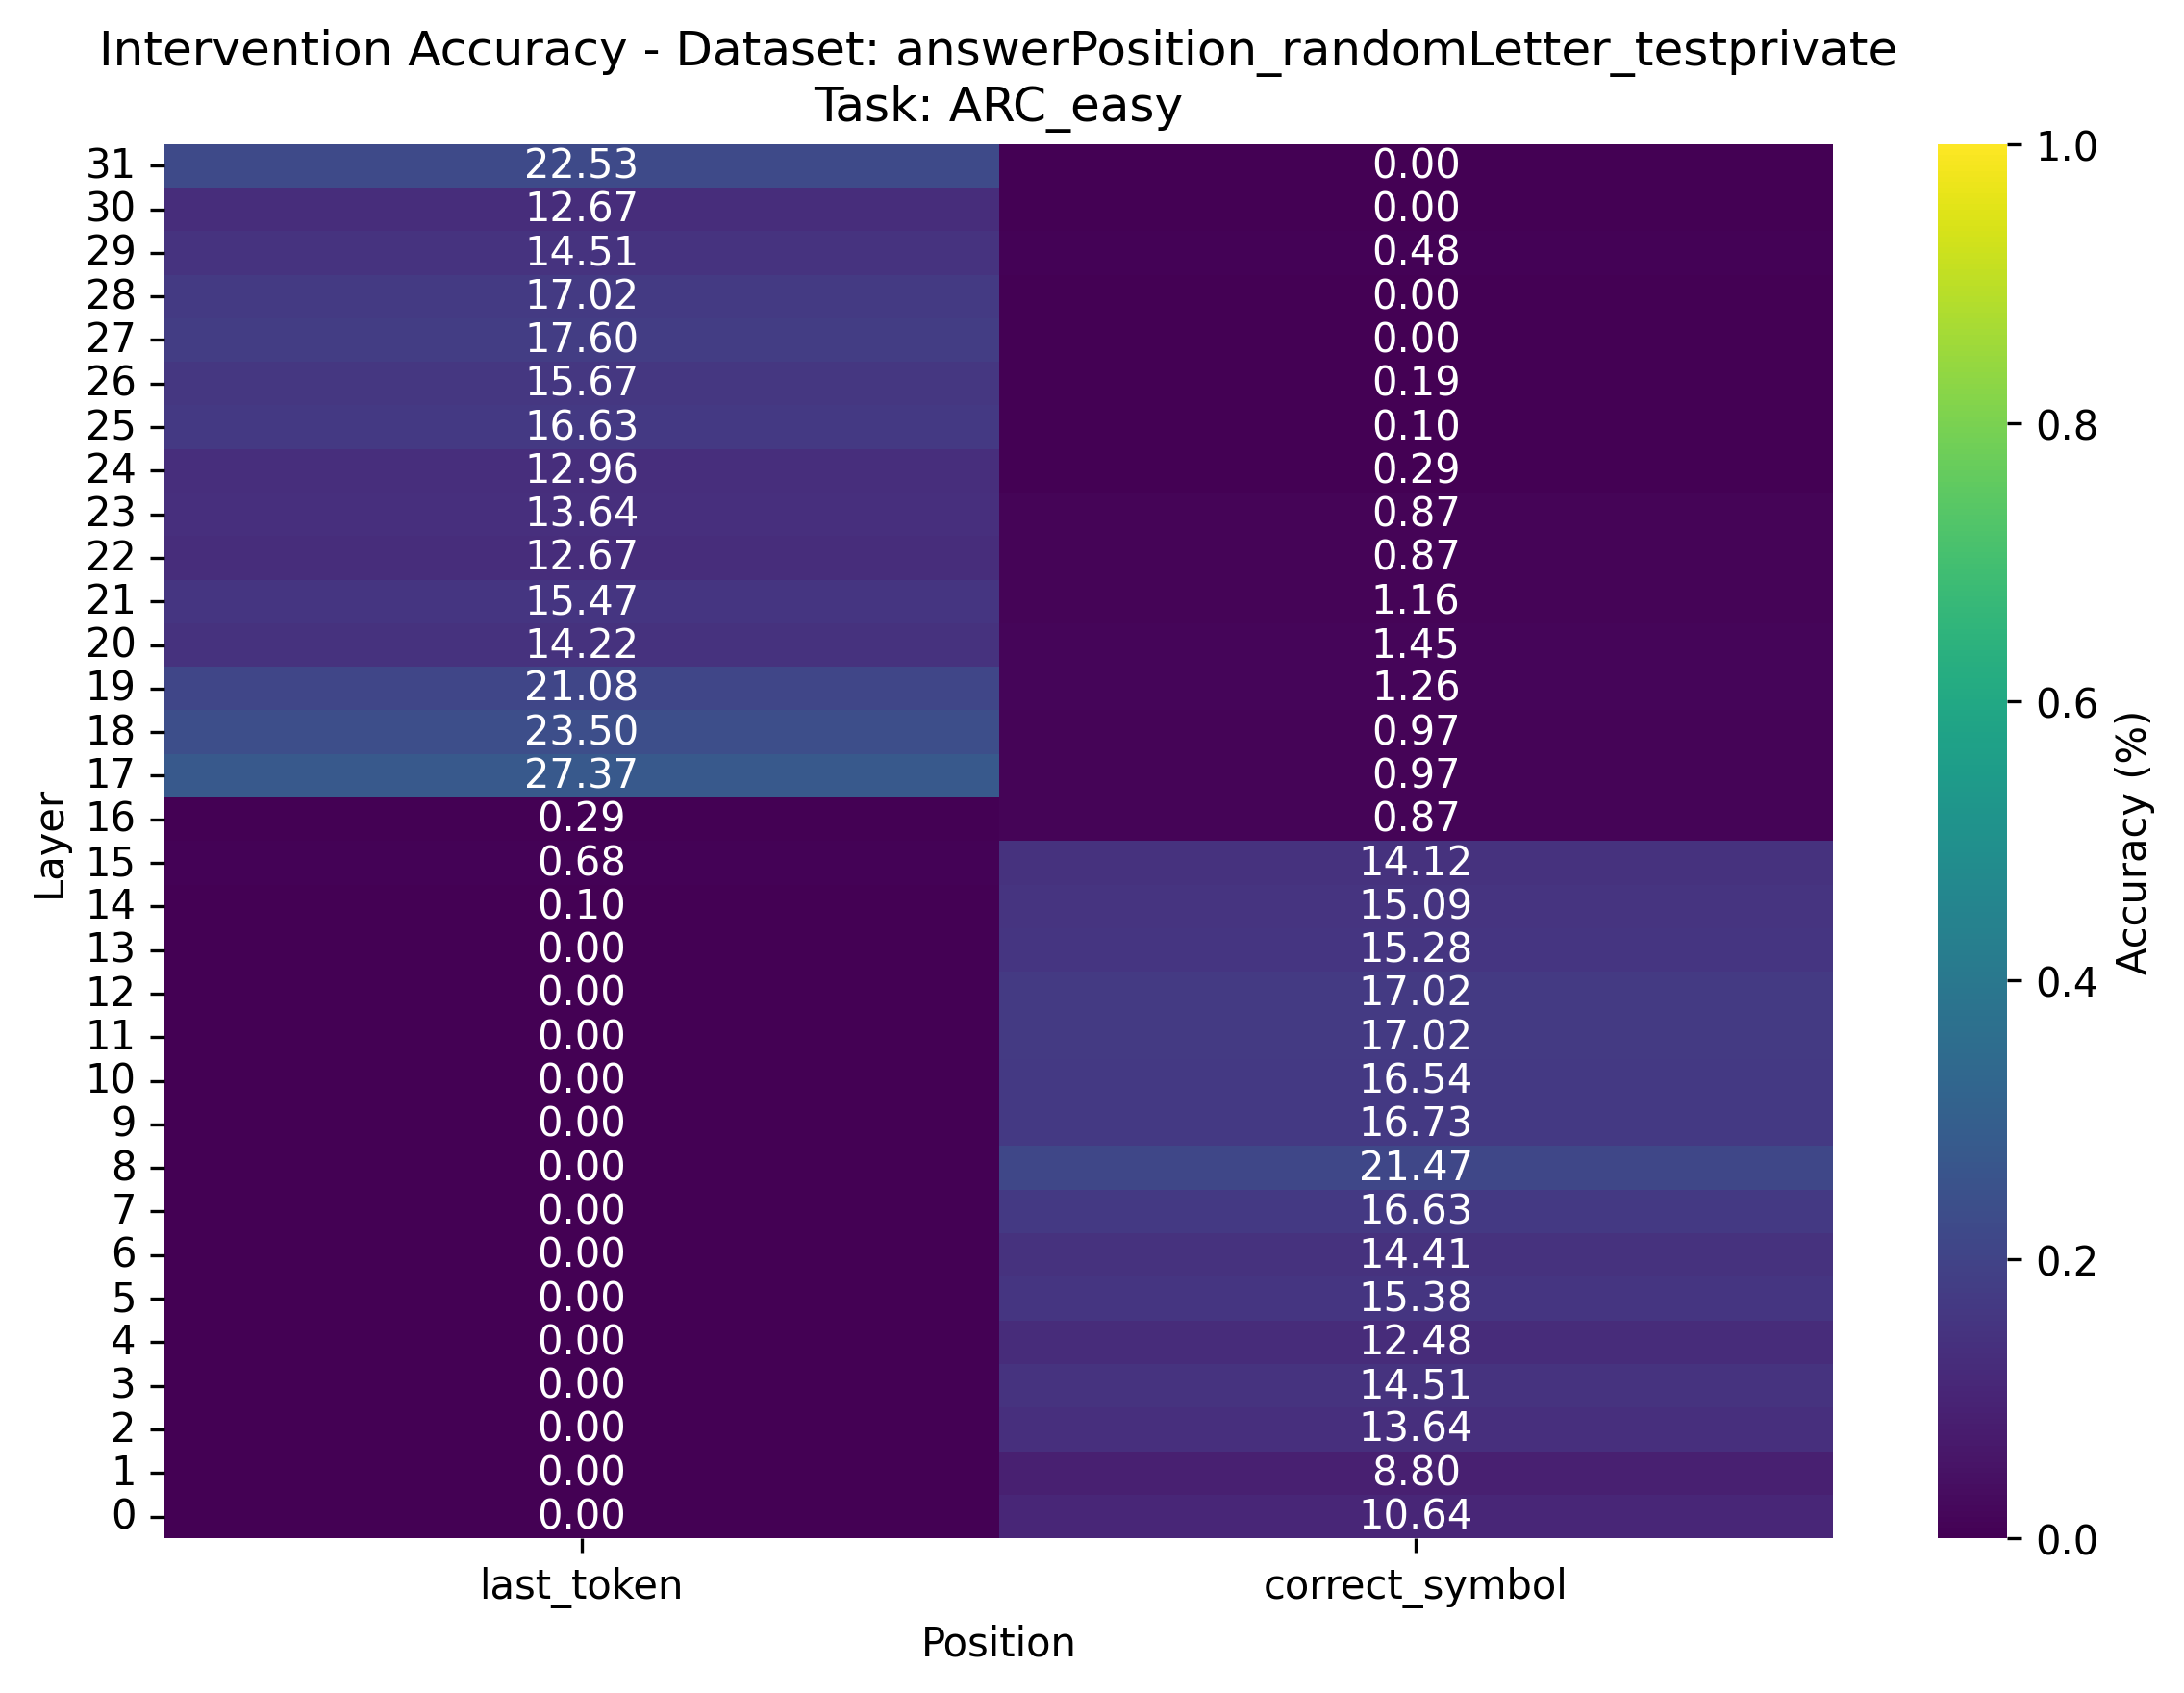 Intervention Accuracy - Dataset: answerPosition_randomLetter_testprivate
Task: ARC_easy
31 22.53 0.00
30 12.67 0.00
29 14.51 0.48
28 17.02 0.00
27 17.60 0.00
26 15.67 0.19
25 16.63 0.10
24 12.96 0.29
23 13.64 0.87
22 12.67 0.87
21 15.47 1.16
20 14.22 1.45
19 21.08 1.26
18 23.50 0.97
17 27.37 0.97
16 0.29 0.87
15 0.68 14.12
14 0.10 15.09
13 0.00 15.28
12 0.00 17.02
11 0.00 17.02
10 0.00 16.54
9 0.00 16.73
8 0.00 21.47
7 0.00 16.63
6 0.00 14.41
5 0.00 15.38
4 0.00 12.48
3 0.00 14.51
2 0.00 13.64
1 0.00 8.80
0 0.00 10.64
last_token correct_symbol
Position
Layer
1.0
0.8
0.6
0.4
0.2
0.0
Accuracy (%)